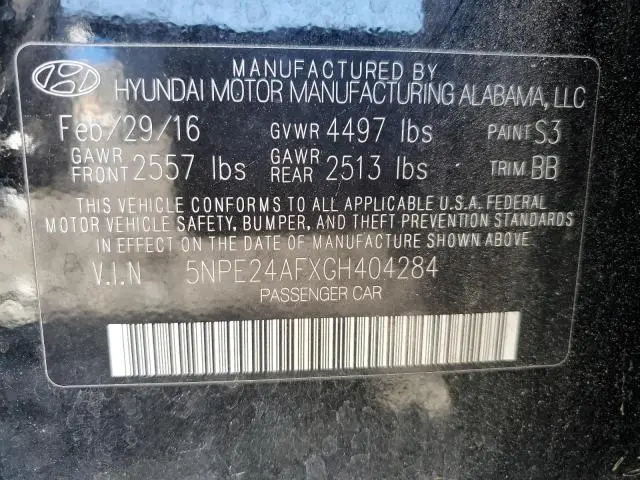 MANUFACTURED BY
HYUNDAI MOTOR MANUFACTURING ALABAMA, LLC
Feb/29/16 GVWR 4497 lbs PAINT S3
GAWR FRONT 2557 lbs GAWR REAR 2513 lbs TRIM BB
THIS VEHICLE CONFORMS TO ALL APPLICABLE U.S.A. FEDERAL
MOTOR VEHICLE SAFETY, BUMPER, AND THEFT PREVENTION STANDARDS
IN EFFECT ON THE DATE OF MANUFACTURE SHOWN ABOVE.
V.I.N 5NPE24AFXGH404284
PASSENGER CAR